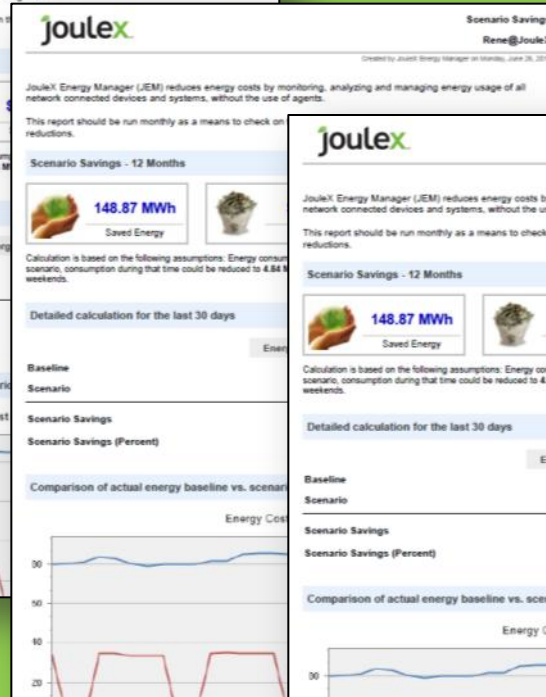 joulex
Scenario Saving
Rene@Joule
Created by JouleX Energy Manager on Monday, June 26, 201
JouleX Energy Manager (JEM) reduces energy costs by monitoring, analyzing and managing energy usage of all
network connected devices and systems, without the use of agents.
This report should be run monthly as a means to check on
reductions.
Scenario Savings - 12 Months
148.87 MWh
Saved Energy
Calculation is based on the following assumptions: Energy consum
scenario, consumption during that time could be reduced to 4.84 M
weekends.
Detailed calculation for the last 30 days
Ener
Baseline
Scenario
Scenario Savings
Scenario Savings (Percent)
Comparison of actual energy baseline vs. scenari
Energy Cost
80
60
40
20
joulex
JouleX Energy Manager (JEM) reduces energy costs b
network connected devices and systems, without the us
This report should be run monthly as a means to check
reductions.
Scenario Savings - 12 Months
148.87 MWh
Saved Energy
Calculation is based on the following assumptions: Energy co
scenario, consumption during that time could be reduced to 4
weekends.
Detailed calculation for the last 30 days
E
Baseline
Scenario
Scenario Savings
Scenario Savings (Percent)
Comparison of actual energy baseline vs. scen
Energy C